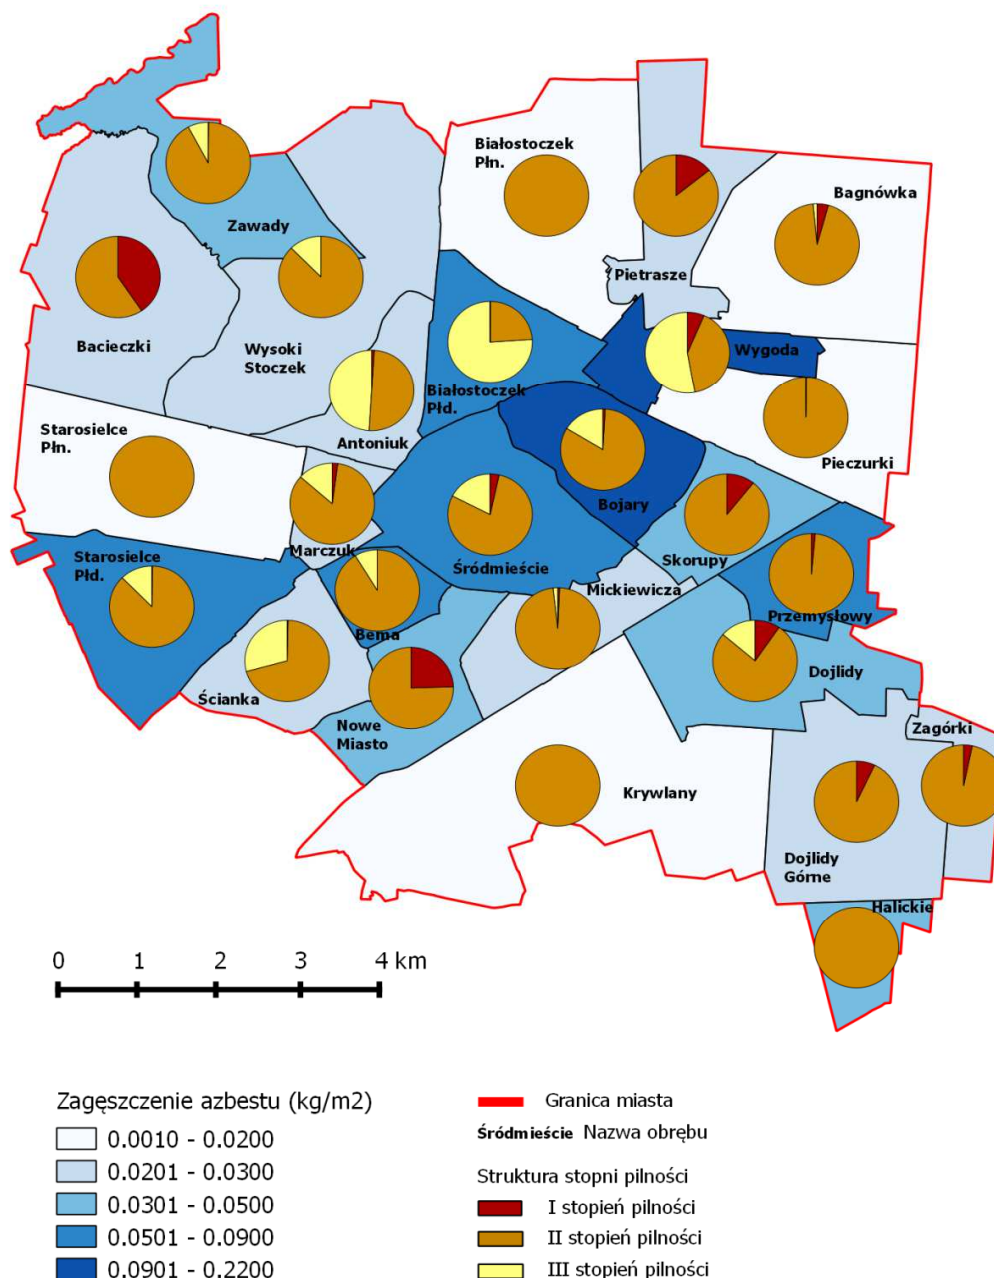 Białostoczek
Płn.
Bagnówka
Zawady
Pietrasze
Bacieczki
Wysoki
Stoczek
Wygoda
Białostoczek
Płd.
Starosielce
Płn.
Antoniuk
Pieczurki
Bojary
Marczuk
Starosielce
Płd.
Śródmieście
Skorupy
Mickiewicza
Przemysłowy
Bema
Ścianka
Dojlidy
Nowe
Miasto
Zagórki
Krywlany
Dojlidy
Górne
Halickie
0 1 2 3 4 km
Zagęszczenie azbestu (kg/m2)
0.0010 - 0.0200
0.0201 - 0.0300
0.0301 - 0.0500
0.0501 - 0.0900
0.0901 - 0.2200
Granica miasta
Śródmieście Nazwa obrębu
Struktura stopni pilności
I stopień pilności
II stopień pilności
III stopień pilności